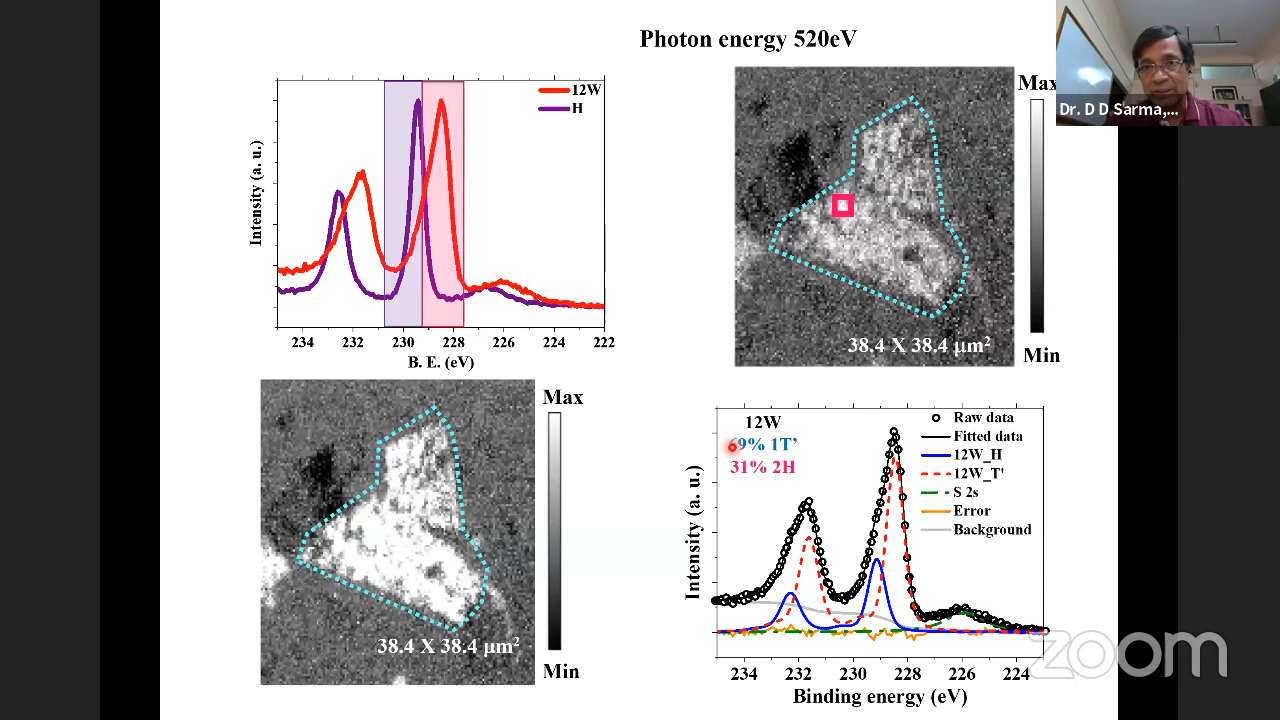 Photon energy 520eV
Dr. D D Sarma,...
12W
H
Intensity (a. u.)
234 232 230 228 226 224 222
B. E. (eV)
Max
38.4 X 38.4 μm²
Min
Max
38.4 X 38.4 μm²
Min
12W
69% 1T’
31% 2H
Raw data
Fitted data
12W_H
12W_T'
S 2s
Error
Background
Intensity (a. u.)
234 232 230 228 226 224
Binding energy (eV)
zoom